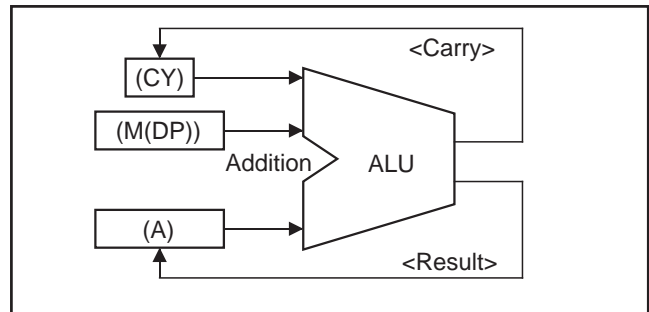 <Carry>
(CY)
(M(DP))
Addition
ALU
(A)
<Result>